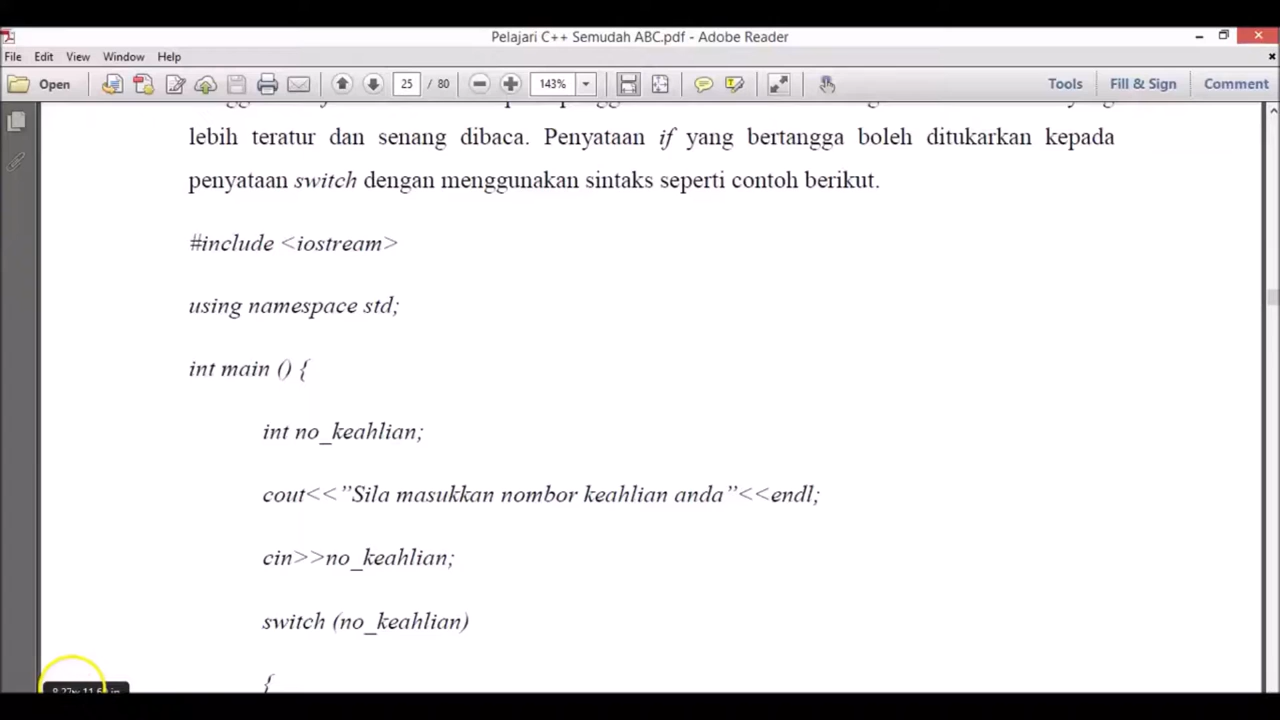 Pelajari C++ Semudah ABC.pdf - Adobe Reader
File Edit View Window Help
Open 25 / 80 143% Tools Fill & Sign Comment
lebih teratur dan senang dibaca. Penyataan if yang bertangga boleh ditukarkan kepada
penyataan switch dengan menggunakan sintaks seperti contoh berikut.
#include <iostream>
using namespace std;
int main () {
int no_keahlian;
cout<<”Sila masukkan nombor keahlian anda”<<endl;
cin>>no_keahlian;
switch (no_keahlian)
{